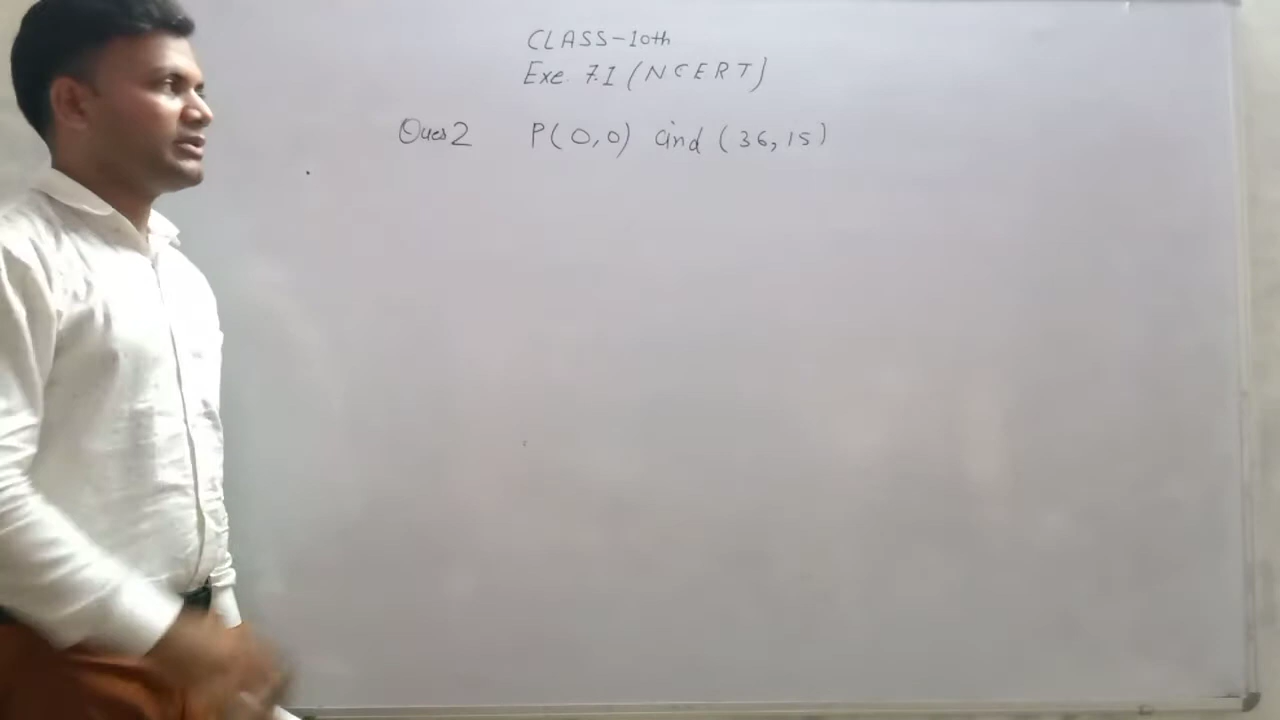 CLASS-10th
Exe. 7.1 (NCERT)
Ques 2 P(0,0) and (36,15)